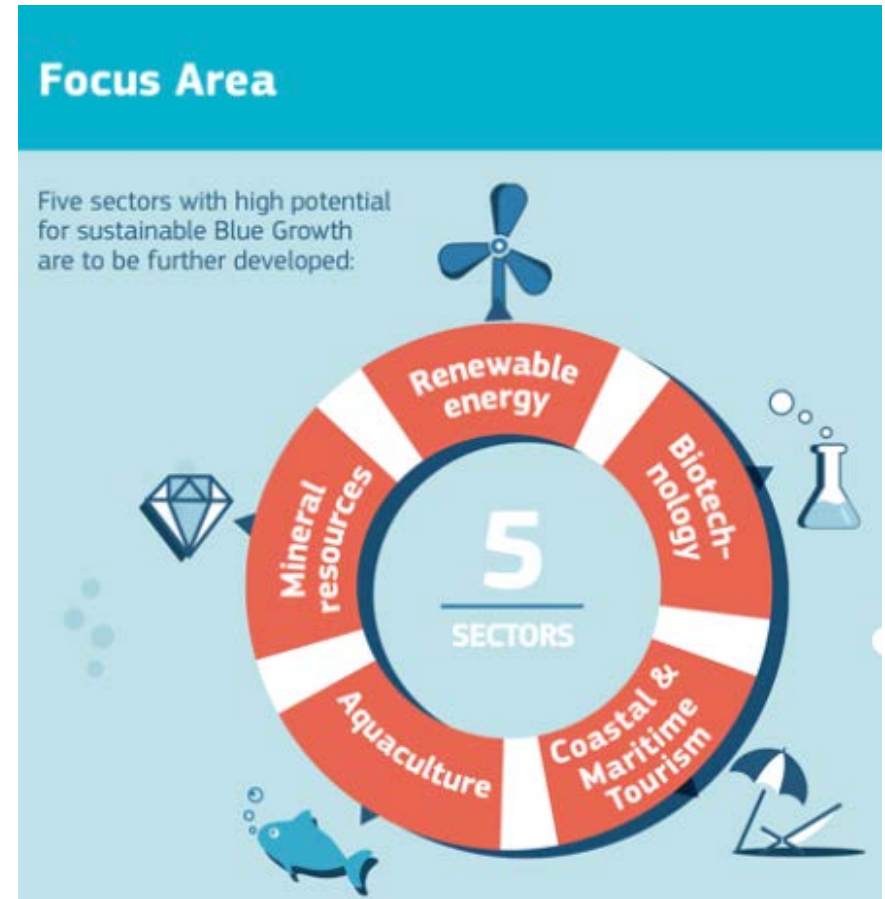 Focus Area
Five sectors with high potential
for sustainable Blue Growth
are to be further developed:
Renewable
energy
Biotech-
nology
Coastal &
Maritime
Tourism
Aquaculture
Mineral
resources
5
SECTORS